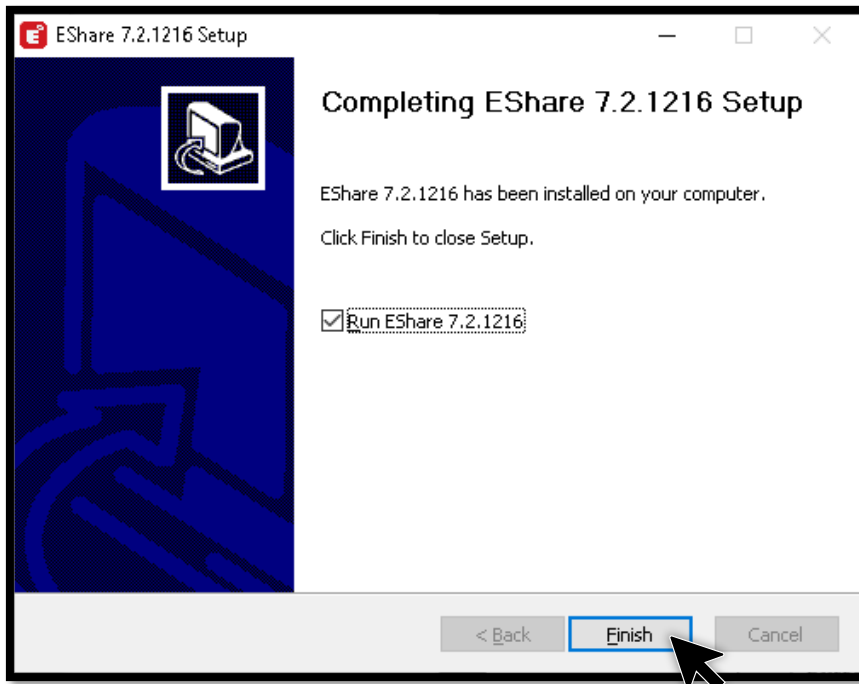 EShare 7.2.1216 Setup
Completing EShare 7.2.1216 Setup
EShare 7.2.1216 has been installed on your computer.
Click Finish to close Setup.
Run EShare 7.2.1216
< Back Finish Cancel